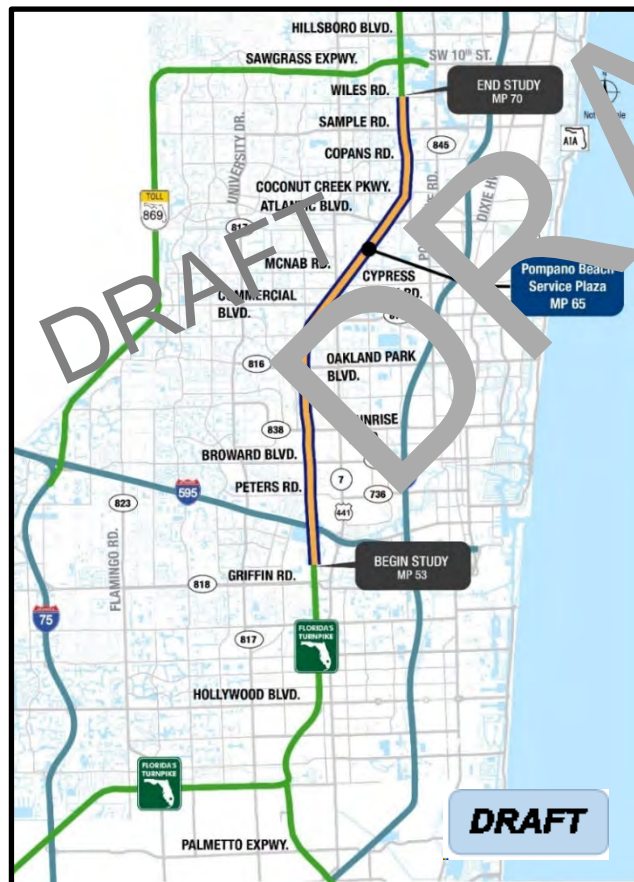 HILLSBORO BLVD.
SAWGRASS EXPWY.
SW 10th ST.
WILES RD.
END STUDY
MP 70
SAMPLE RD.
845
A1A
COPANS RD.
UNIVERSITY DR.
COCONUT CREEK PKWY.
DIXIE
TOLL
869
ATLANTIC BLVD.
MCNAB RD.
CYPRESS
RD.
Pompano Beach
Service Plaza
MP 65
COMMERCIAL
BLVD.
DRAFT
816
OAKLAND PARK
BLVD.
838
BROWARD BLVD.
PETERS RD.
7
595
823
736
441
FLAMINGO RD.
BEGIN STUDY
MP 53
GRIFFIN RD.
818
75
817
FLORIDA'S
TURNPIKE
HOLLYWOOD BLVD.
FLORIDA'S
TURNPIKE
DRAFT
PALMETTO EXPWY.